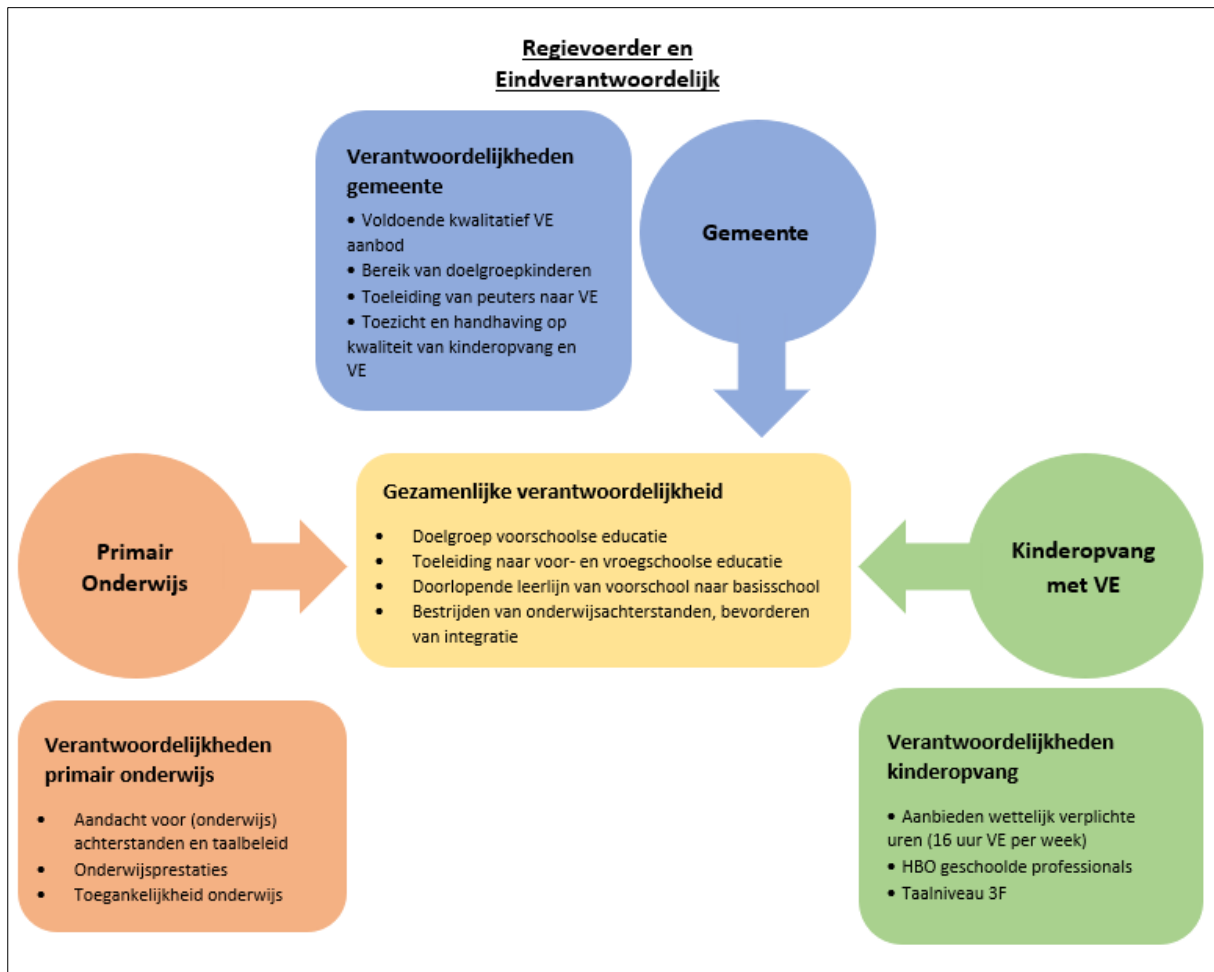 Regievoerder en
Eindverantwoordelijk
Verantwoordelijkheden
gemeente
• Voldoende kwalitatief VE
aanbod
• Bereik van doelgroepkinderen
• Toeleiding van peuters naar VE
• Toezicht en handhaving op
kwaliteit van kinderopvang en
VE
Gemeente
Primair
Onderwijs
Gezamenlijke verantwoordelijkheid
• Doelgroep voorschoolse educatie
• Toeleiding naar voor- en vroegschoolse educatie
• Doorlopende leerlijn van voorschool naar basisschool
• Bestrijden van onderwijsachterstanden, bevorderen
van integratie
Kinderopvang
met VE
Verantwoordelijkheden
primair onderwijs
• Aandacht voor (onderwijs)
achterstanden en taalbeleid
• Onderwijsprestaties
• Toegankelijkheid onderwijs
Verantwoordelijkheden
kinderopvang
• Aanbieden wettelijk verplichte
uren (16 uur VE per week)
• HBO geschoolde professionals
• Taalniveau 3F